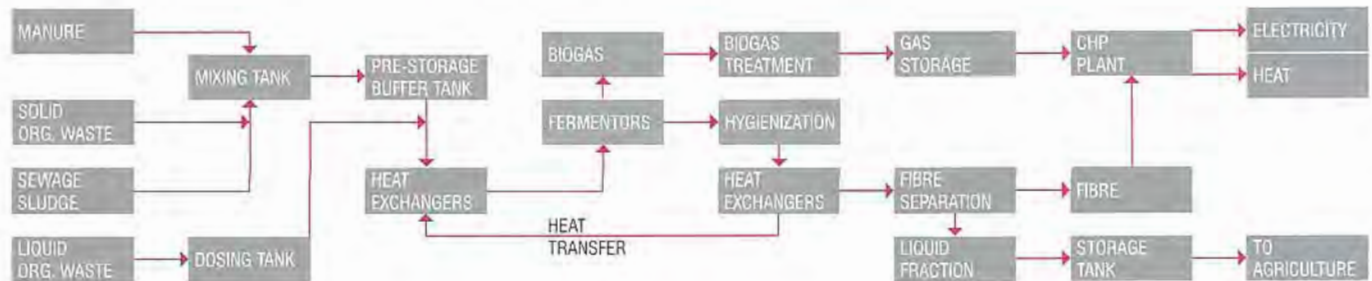 MANURE
SOLID
ORG. WASTE
SEWAGE
SLUDGE
LIQUID
ORG. WASTE
MIXING TANK
DOSING TANK
PRE-STORAGE
BUFFER TANK
HEAT
EXCHANGERS
HEAT
TRANSFER
BIOGAS
FERMENTORS
BIOGAS
TREATMENT
HYGIENIZATION
HEAT
EXCHANGERS
GAS
STORAGE
FIBRE
SEPARATION
LIQUID
FRACTION
CHP
PLANT
FIBRE
STORAGE
TANK
ELECTRICITY
HEAT
TO
AGRICULTURE